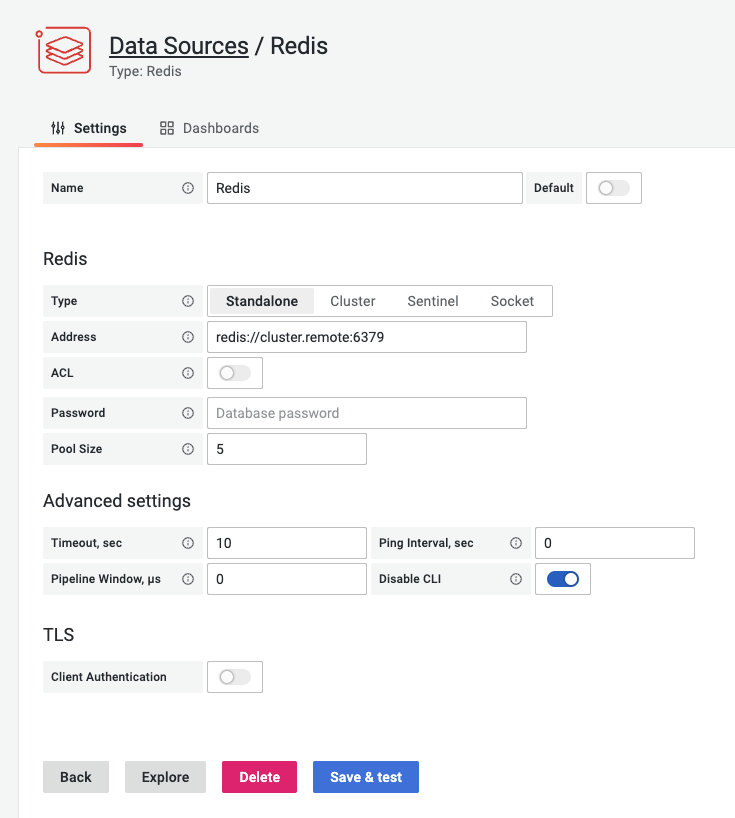 Data Sources / Redis
Type: Redis
Settings Dashboards
Name Redis Default
Redis
Type Standalone Cluster Sentinel Socket
Address redis://cluster.remote:6379
ACL
Password Database password
Pool Size 5
Advanced settings
Timeout, sec 10 Ping Interval, sec 0
Pipeline Window, μs 0 Disable CLI
TLS
Client Authentication
Back Explore Delete Save & test